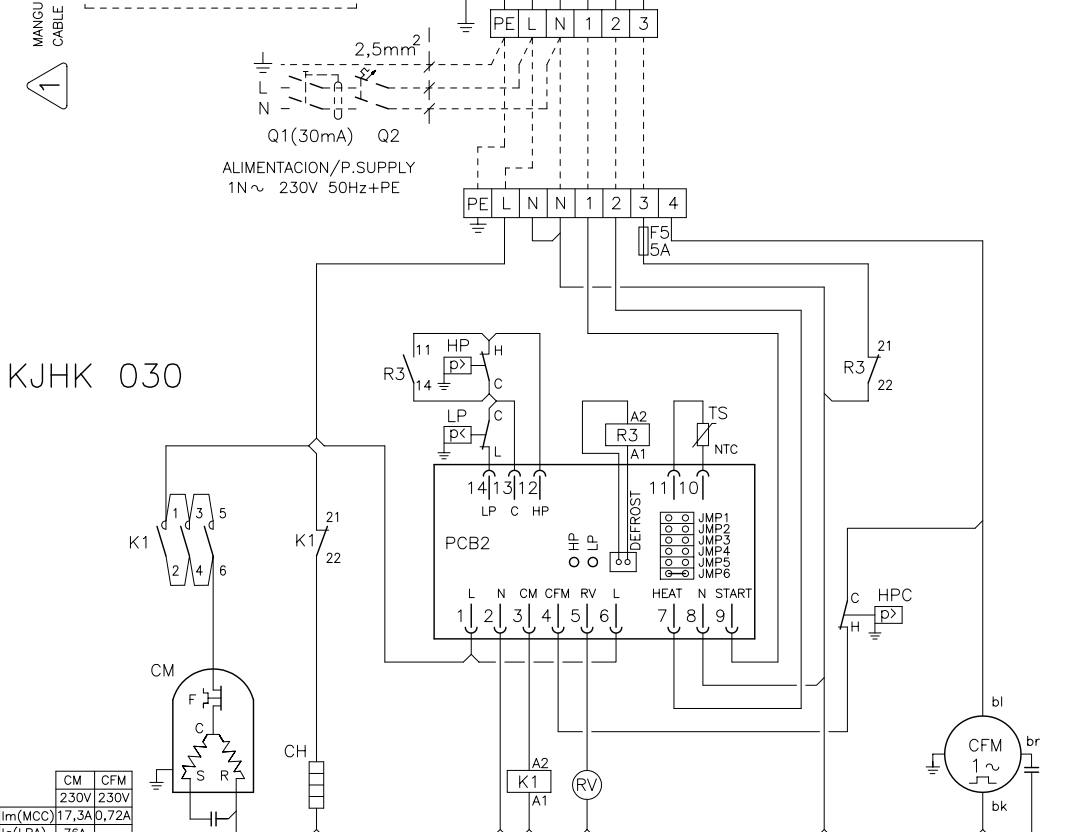 MANGU
CABLE
1
PE L N 1 2 3
2,5mm2
L
N
Q1(30mA) Q2
ALIMENTACION/P.SUPPLY
1N~ 230V 50Hz+PE
PE L N N 1 2 3 4
F5
5A
KJHK 030
R3
11
14
HP
p>
H
C
LP
p<
C
L
A2
R3
A1
TS
NTC
R3
21
22
14 13 12
LP C HP
11 10
DEFROST
PCB2
HP
LP
JMP1
JMP2
JMP3
JMP4
JMP5
JMP6
L N CM CFM RV L HEAT N START
1 2 3 4 5 6 7 8 9
K1
1 3 5
2 4 6
K1
21
22
C
H
HPC
p>
CM
F
C
S R
CH
A2
K1
A1
RV
bl
CFM
1~
br
bk
CM CFM
230V 230V
Im(MCC) 17,3A 0,72A